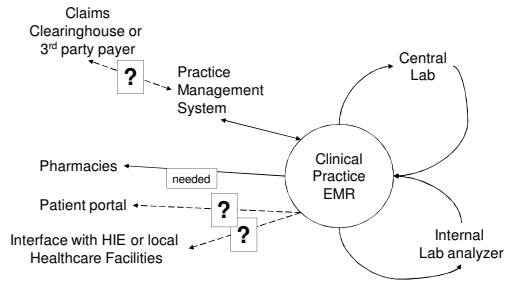 Claims
Clearinghouse or
3rd party payer
?
Practice
Management
System
Central
Lab
Clinical
Practice
EMR
Pharmacies
needed
Patient portal
?
?
Interface with HIE or local
Healthcare Facilities
Internal
Lab analyzer